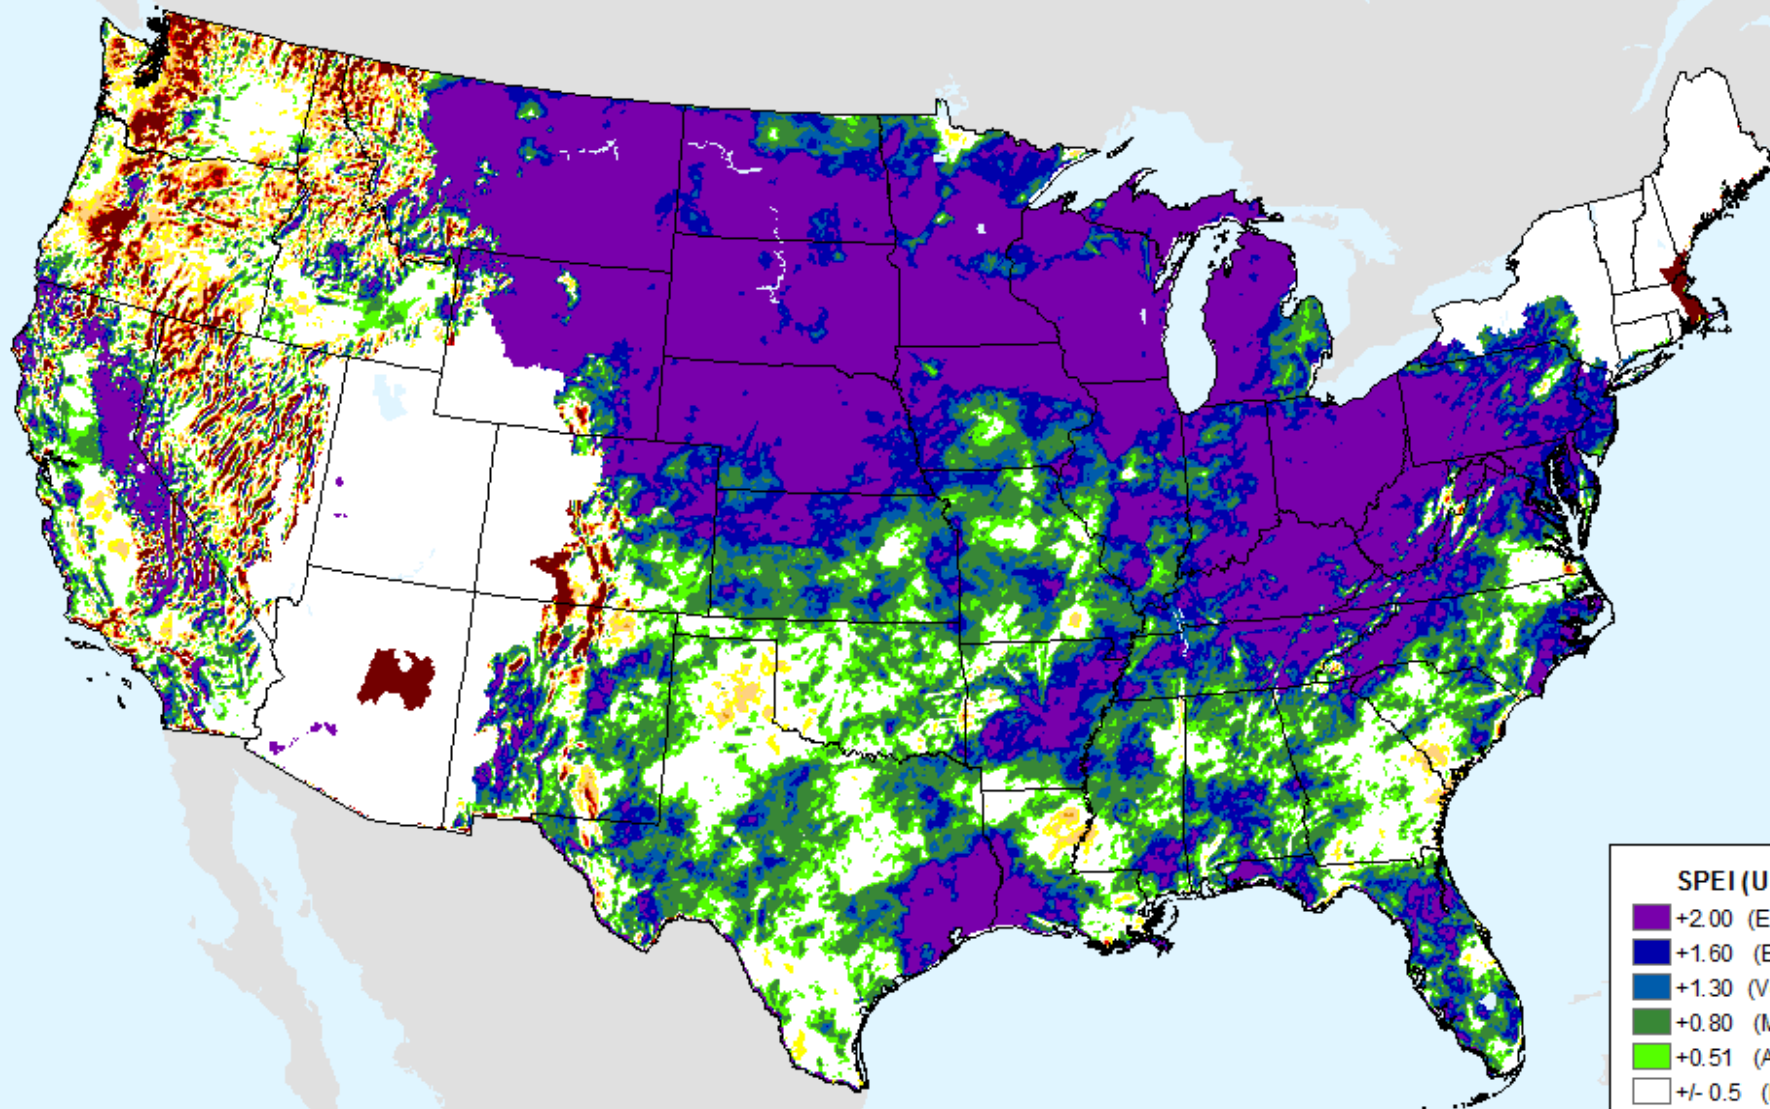 SPEI (U
+2.00 (E
+1.60 (E
+1.30 (V
+0.80 (M
+0.51 (A
+/- 0.5 (